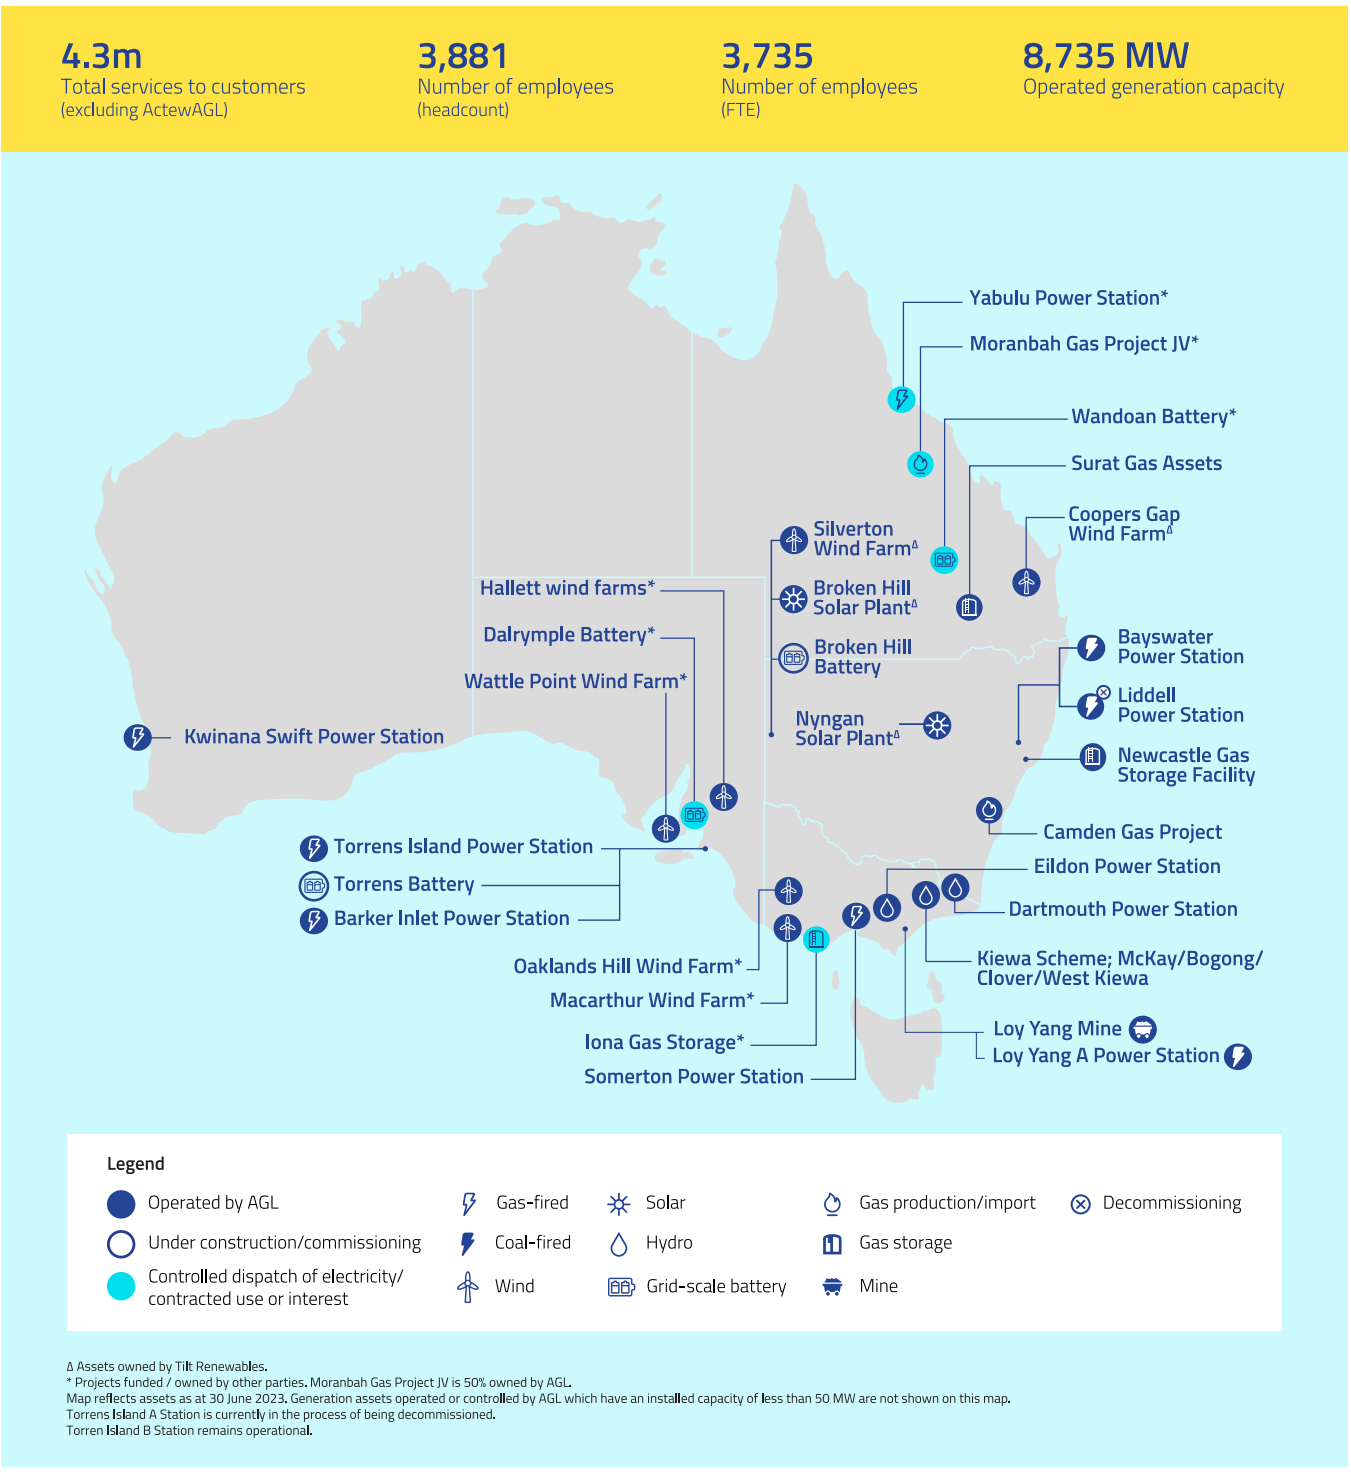 4.3m
Total services to customers
(excluding ActewAGL)
3,881
Number of employees
(headcount)
3,735
Number of employees
(FTE)
8,735 MW
Operated generation capacity
Yabulu Power Station*
Moranbah Gas Project JV*
Wandoan Battery*
Surat Gas Assets
Coopers Gap
Wind Farm∆
Silverton
Wind Farm∆
Broken Hill
Solar Plant∆
Broken Hill
Battery
Nyngan
Solar Plant∆
Hallett wind farms*
Dalrymple Battery*
Wattle Point Wind Farm*
Bayswater
Power Station
Liddell
Power Station
Newcastle Gas
Storage Facility
Kwinana Swift Power Station
Camden Gas Project
Torrens Island Power Station
Torrens Battery
Barker Inlet Power Station
Eildon Power Station
Dartmouth Power Station
Kiewa Scheme; McKay/Bogong/
Clover/West Kiewa
Oaklands Hill Wind Farm*
Macarthur Wind Farm*
Iona Gas Storage*
Somerton Power Station
Loy Yang Mine
Loy Yang A Power Station
Legend
Operated by AGL
Under construction/commissioning
Controlled dispatch of electricity/
contracted use or interest
Gas-fired
Coal-fired
Wind
Solar
Hydro
Grid-scale battery
Gas production/import
Gas storage
Mine
Decommissioning
∆ Assets owned by Tilt Renewables.
* Projects funded / owned by other parties. Moranbah Gas Project JV is 50% owned by AGL.
Map reflects assets as at 30 June 2023. Generation assets operated or controlled by AGL which have an installed capacity of less than 50 MW are not shown on this map.
Torrens Island A Station is currently in the process of being decommissioned.
Torren Island B Station remains operational.